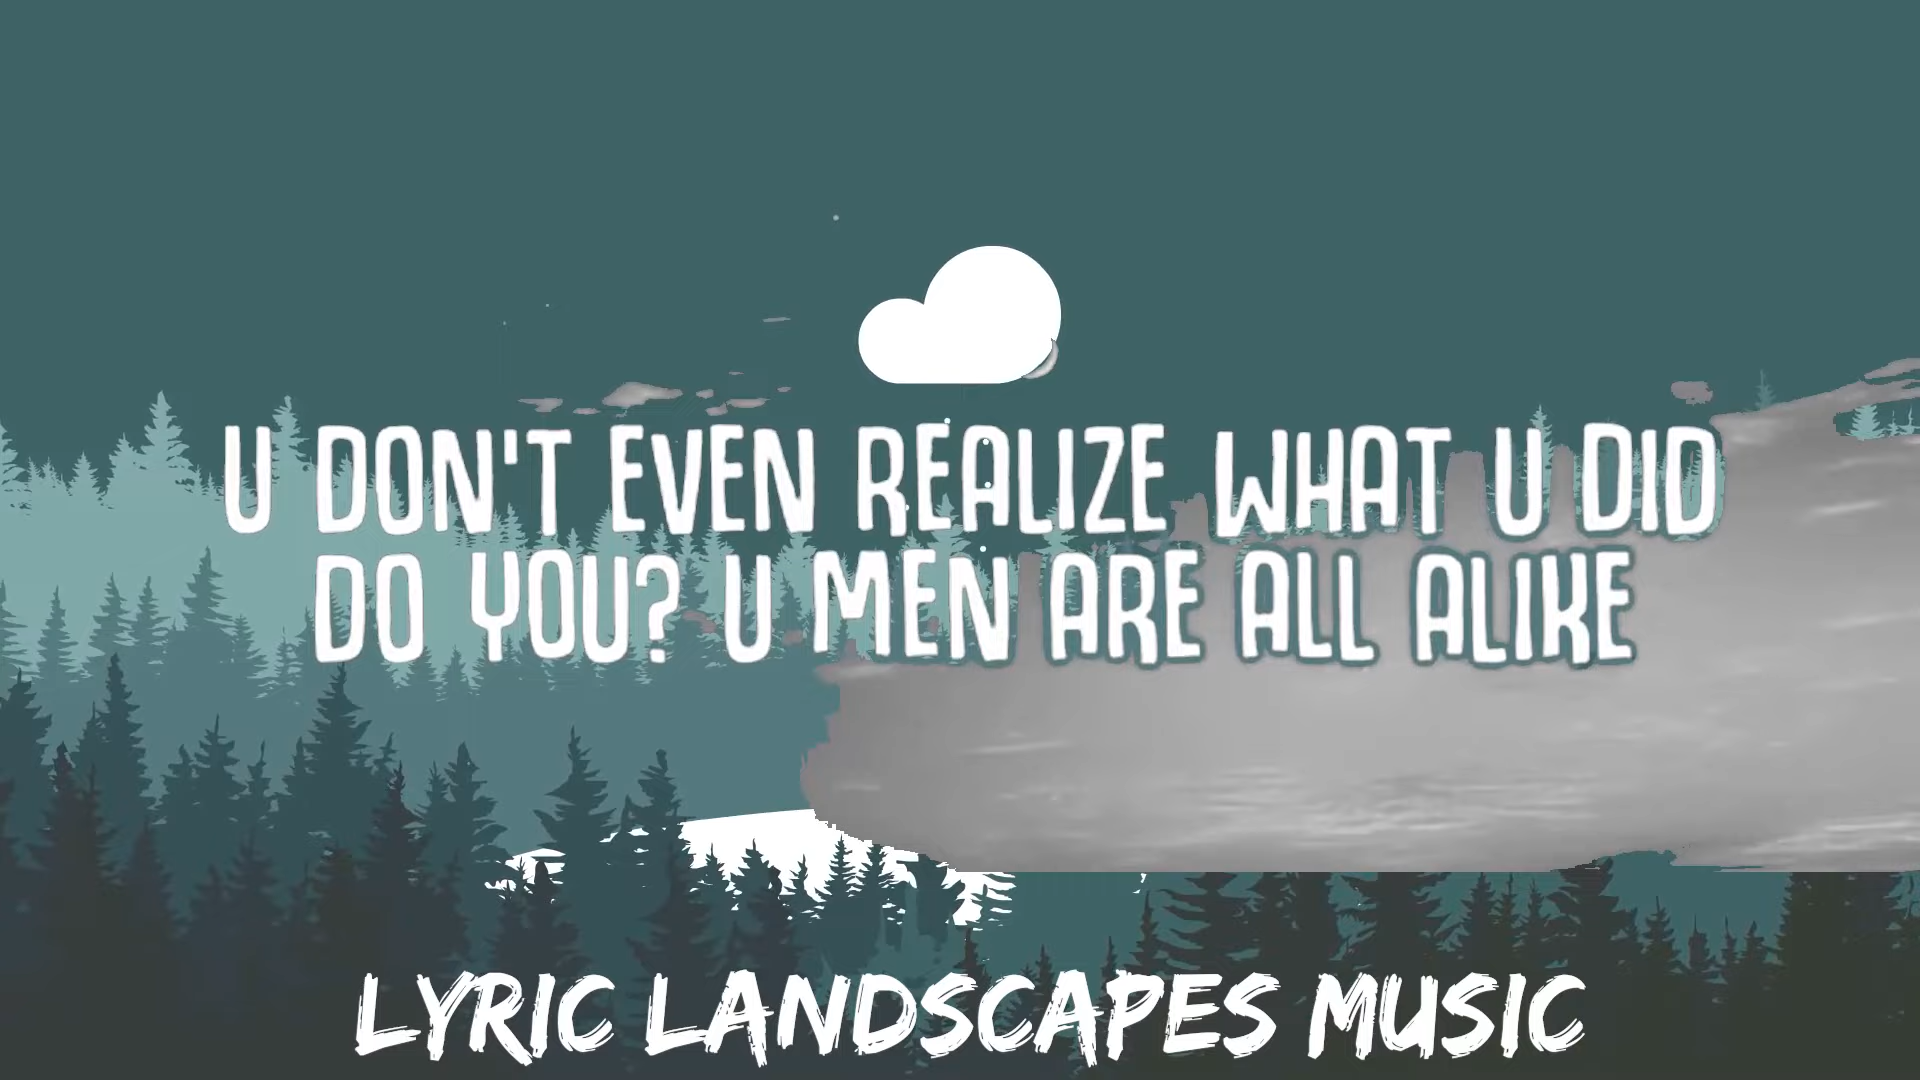 U DON'T EVEN REALIZE WHAT U DID
DO YOU? U MEN ARE ALL ALIKE
LYRIC LANDSCAPES MUSIC